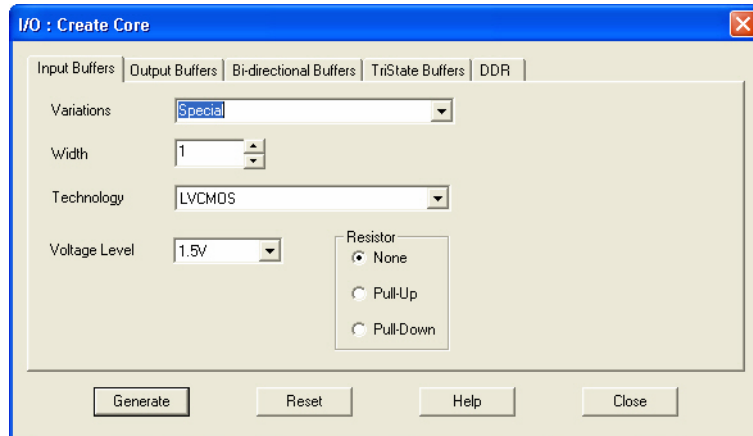 I/O : Create Core
Input Buffers Output Buffers Bi-directional Buffers TriState Buffers DDR
Variations Special
Width 1
Technology LVCMOS
Voltage Level 1.5V
Resistor
None
Pull-Up
Pull-Down
Generate Reset Help Close